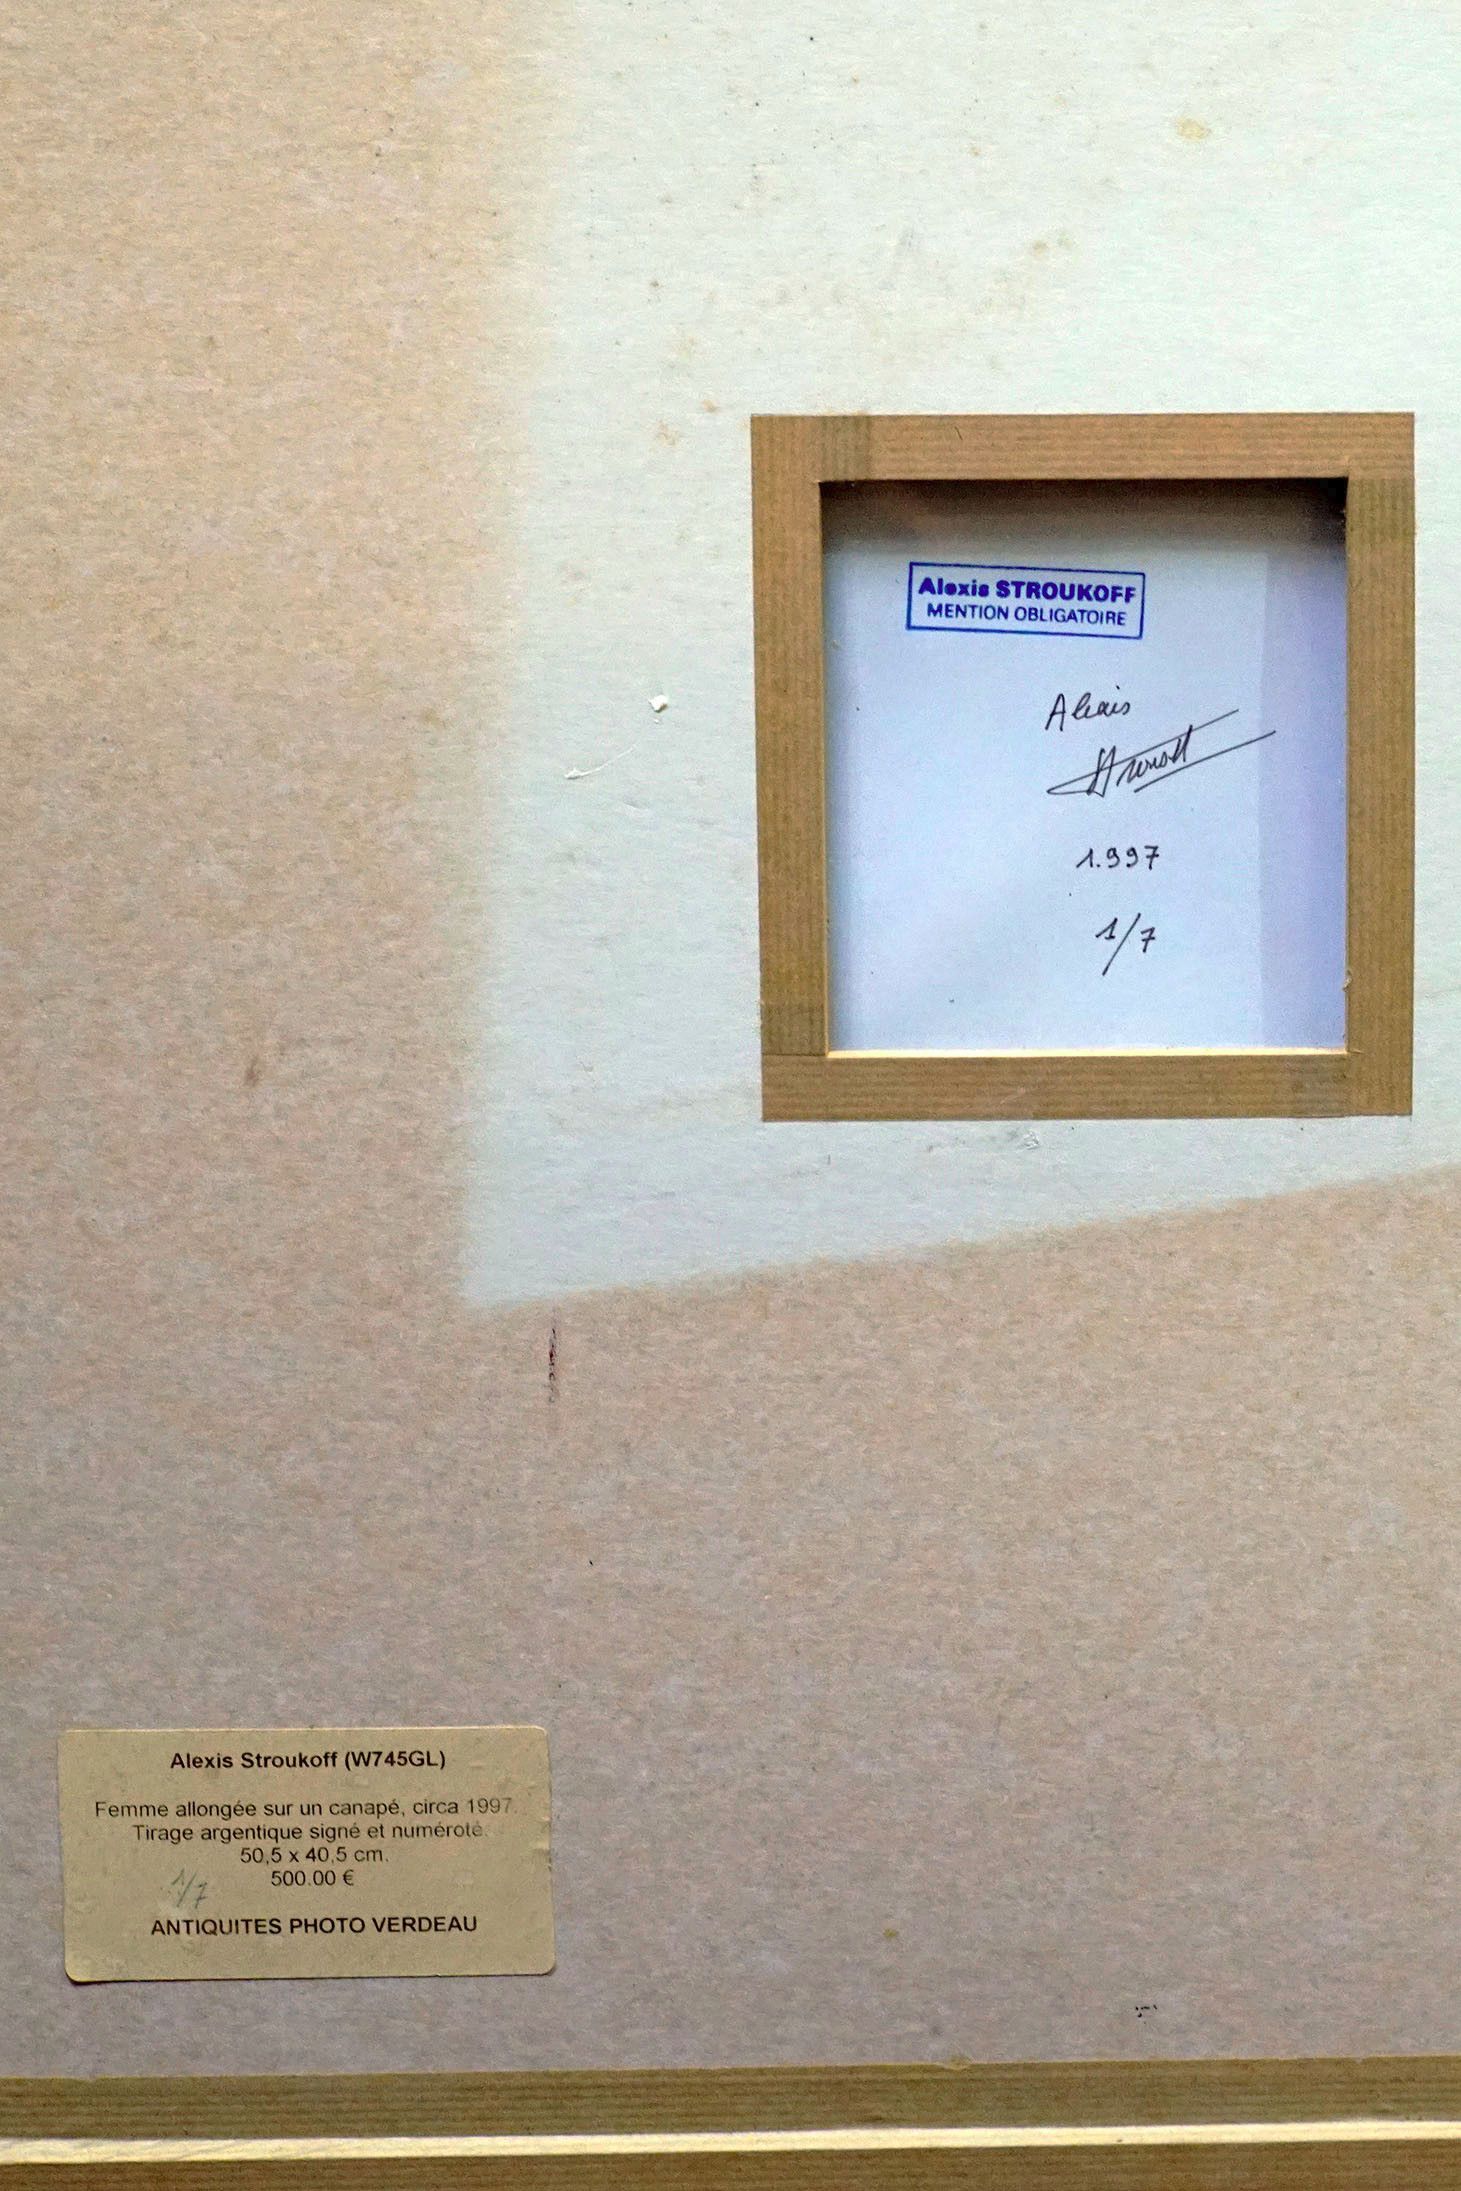 Alexis STROUKOFF
MENTION OBLIGATOIRE
Alexis
1.997
1/7
Alexis Stroukoff (W745GL)
Femme allongée sur un canapé, circa 1997.
Tirage argentique signé et numéroté.
50,5 x 40,5 cm.
500.00 €
1/7
ANTIQUITES PHOTO VERDEAU